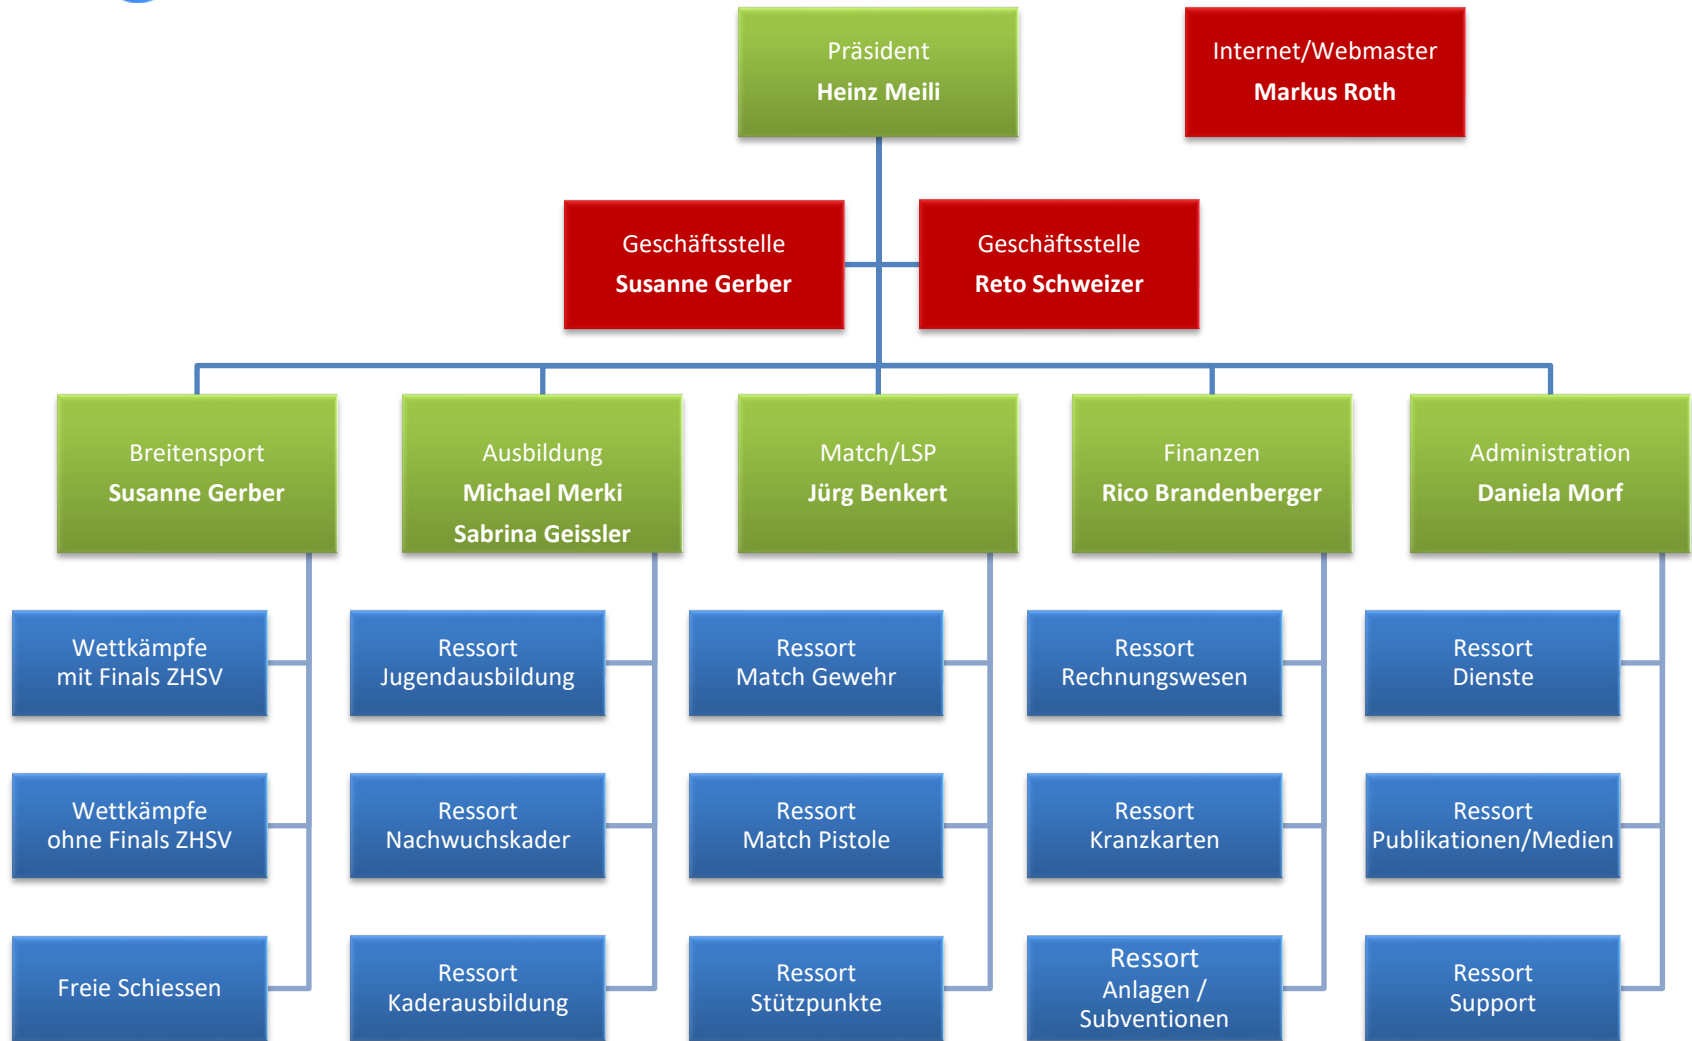 Präsident
Heinz Meili
Internet/Webmaster
Markus Roth
Geschäftsstelle
Susanne Gerber
Geschäftsstelle
Reto Schweizer
Breitensport
Susanne Gerber
Ausbildung
Michael Merki
Sabrina Geissler
Match/LSP
Jürg Benkert
Finanzen
Rico Brandenberger
Administration
Daniela Morf
Wettkämpfe
mit Finals ZHSV
Ressort
Jugendausbildung
Ressort
Match Gewehr
Ressort
Rechnungswesen
Ressort
Dienste
Wettkämpfe
ohne Finals ZHSV
Ressort
Nachwuchskader
Ressort
Match Pistole
Ressort
Kranzkarten
Ressort
Publikationen/Medien
Freie Schiessen
Ressort
Kaderausbildung
Ressort
Stützpunkte
Ressort
Anlagen /
Subventionen
Ressort
Support